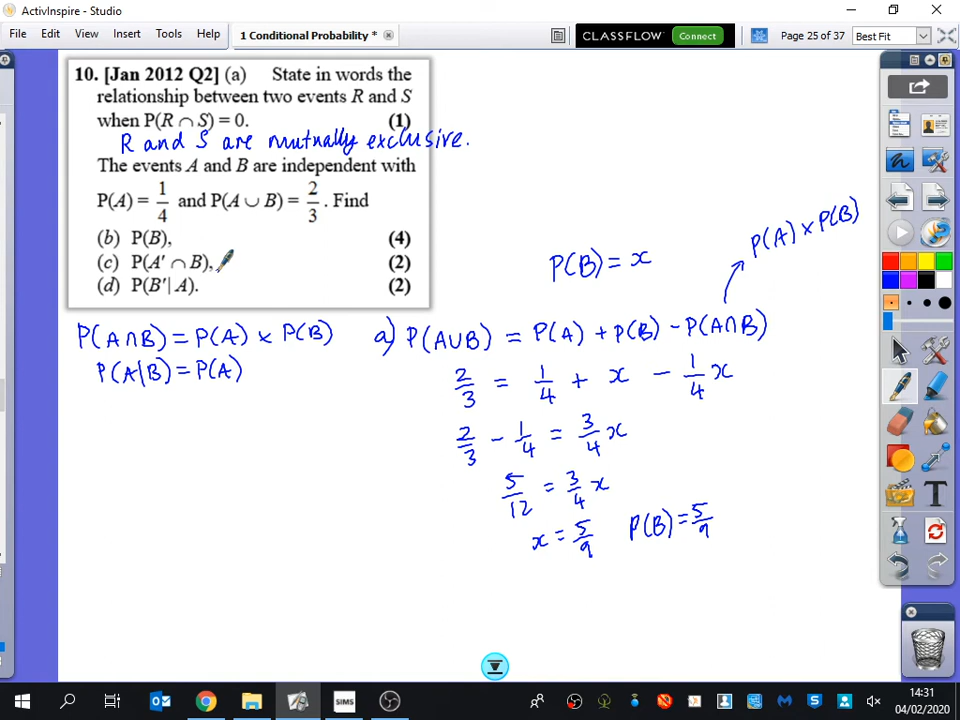 ActivInspire - Studio
File Edit View Insert Tools Help
1 Conditional Probability *
CLASSFLOW Connect
Page 25 of 37
Best Fit
10. [Jan 2012 Q2] (a) State in words the
relationship between two events R and S
when P(R ∩ S) = 0. (1)
R and S are mutually exclusive.
The events A and B are independent with
P(A) = 1/4 and P(A ∪ B) = 2/3 . Find
(b) P(B), (4)
(c) P(A′ ∩ B), (2)
(d) P(B′| A). (2)
P(A∩B) = P(A) x P(B)
P(A|B) = P(A)
P(B) = x
P(A) x P(B)
a) P(A∪B) = P(A) + P(B) - P(A∩B)
2/3 = 1/4 + x - 1/4 x
2/3 - 1/4 = 3/4 x
5/12 = 3/4 x
x = 5/9 P(B) = 5/9
SIMS
14:31
04/02/2020